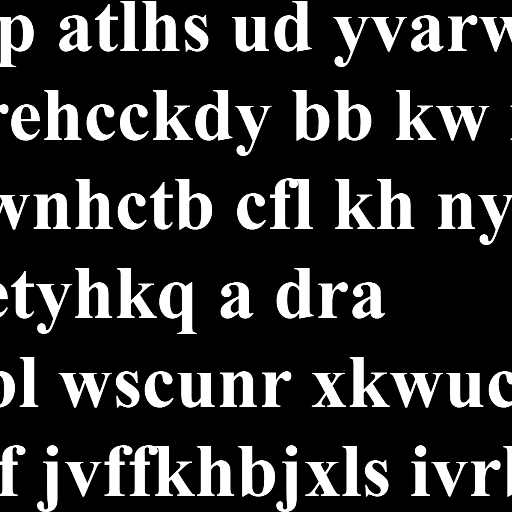 p atlhs ud yvarw
rehcckdy bb kw
wnhctb cfl kh ny
etyhkq a dra
ol wscunr xkwuc
f jvffkhbjxls ivrl